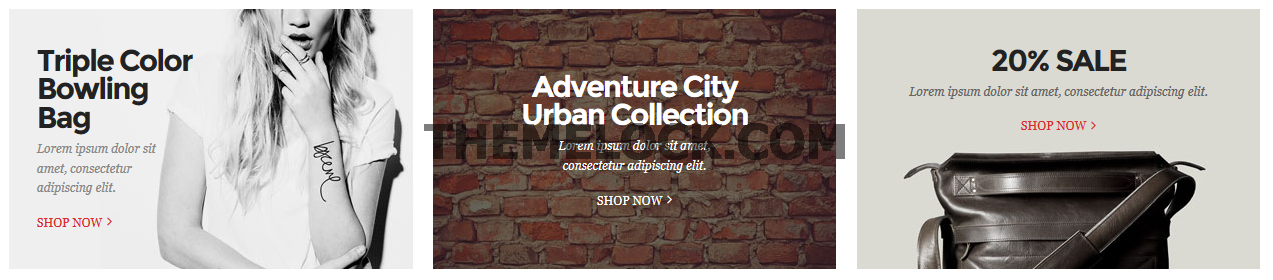 Triple Color
Bowling
Bag
Lorem ipsum dolor sit
amet, consectetur
adipiscing elit.
SHOP NOW >
Adventure City
Urban Collection
Lorem ipsum dolor sit amet,
consectetur adipiscing elit.
SHOP NOW >
20% SALE
Lorem ipsum dolor sit amet, consectetur adipiscing elit.
SHOP NOW >
THEMELOCK.COM